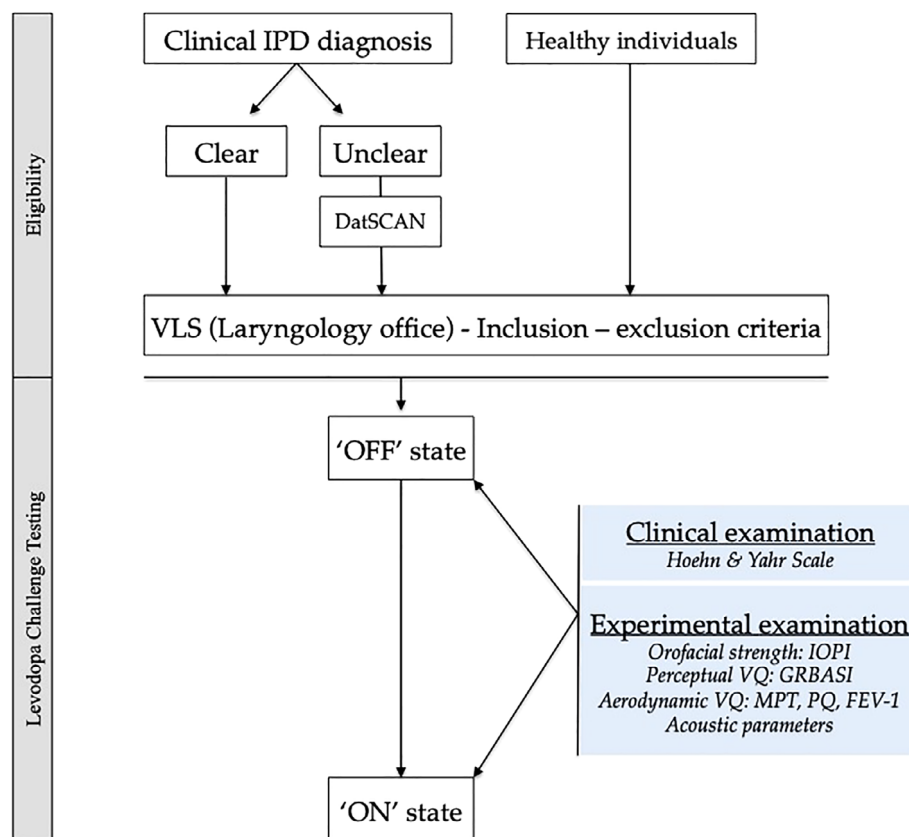 Eligibility
Clinical IPD diagnosis
Healthy individuals
Clear
Unclear
DatSCAN
VLS (Laryngology office) - Inclusion – exclusion criteria
Levodopa Challenge Testing
‘OFF’ state
Clinical examination
Hoehn & Yahr Scale
Experimental examination
Orofacial strength: IOPI
Perceptual VQ: GRBASI
Aerodynamic VQ: MPT, PQ, FEV-1
Acoustic parameters
‘ON’ state